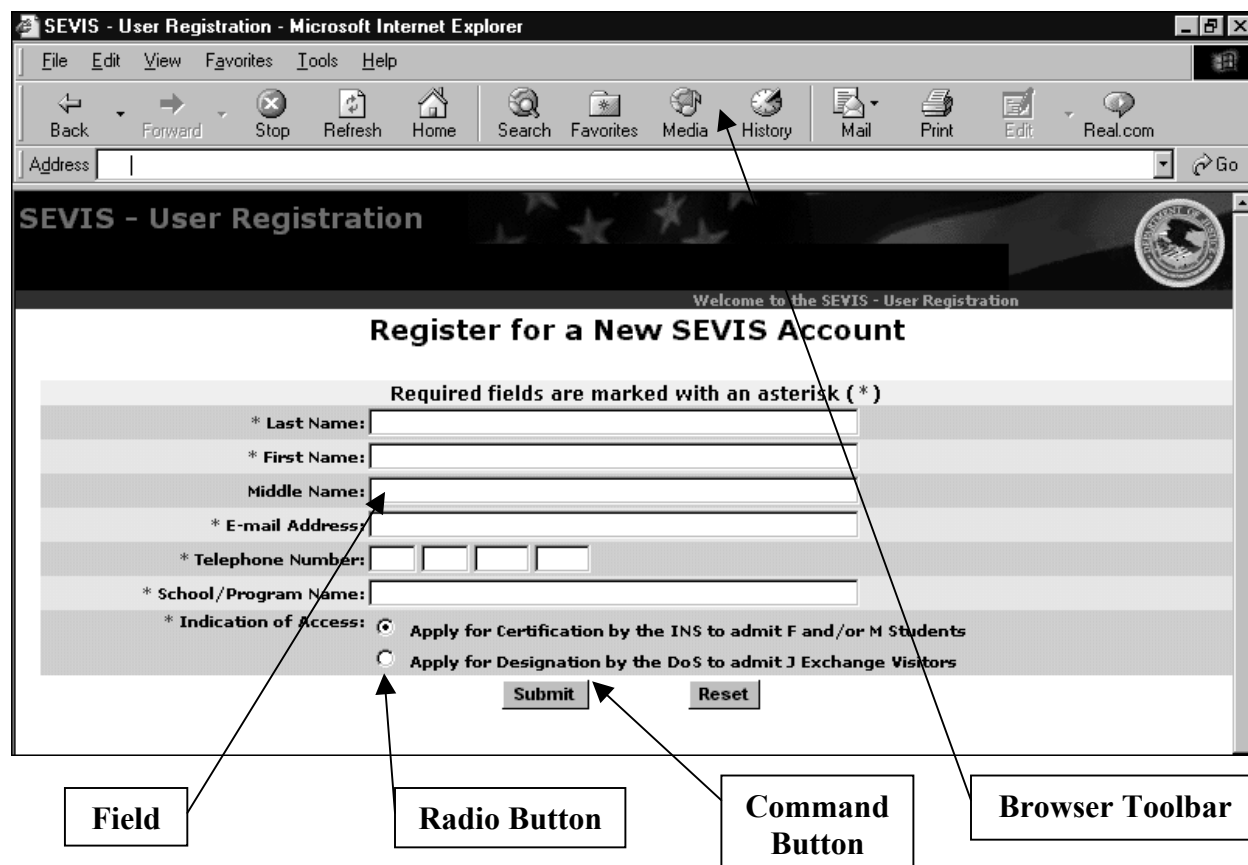 SEVIS - User Registration - Microsoft Internet Explorer
File Edit View Favorites Tools Help
Back Forward Stop Refresh Home Search Favorites Media History Mail Print Edit Real.com
Address Go
SEVIS - User Registration
Welcome to the SEVIS - User Registration
Register for a New SEVIS Account
Required fields are marked with an asterisk (*)
* Last Name:
* First Name:
Middle Name:
* E-mail Address:
* Telephone Number:
* School/Program Name:
* Indication of Access: Apply for Certification by the INS to admit F and/or M Students
Apply for Designation by the DoS to admit J Exchange Visitors
Submit Reset
Field Radio Button Command Browser Toolbar
Button